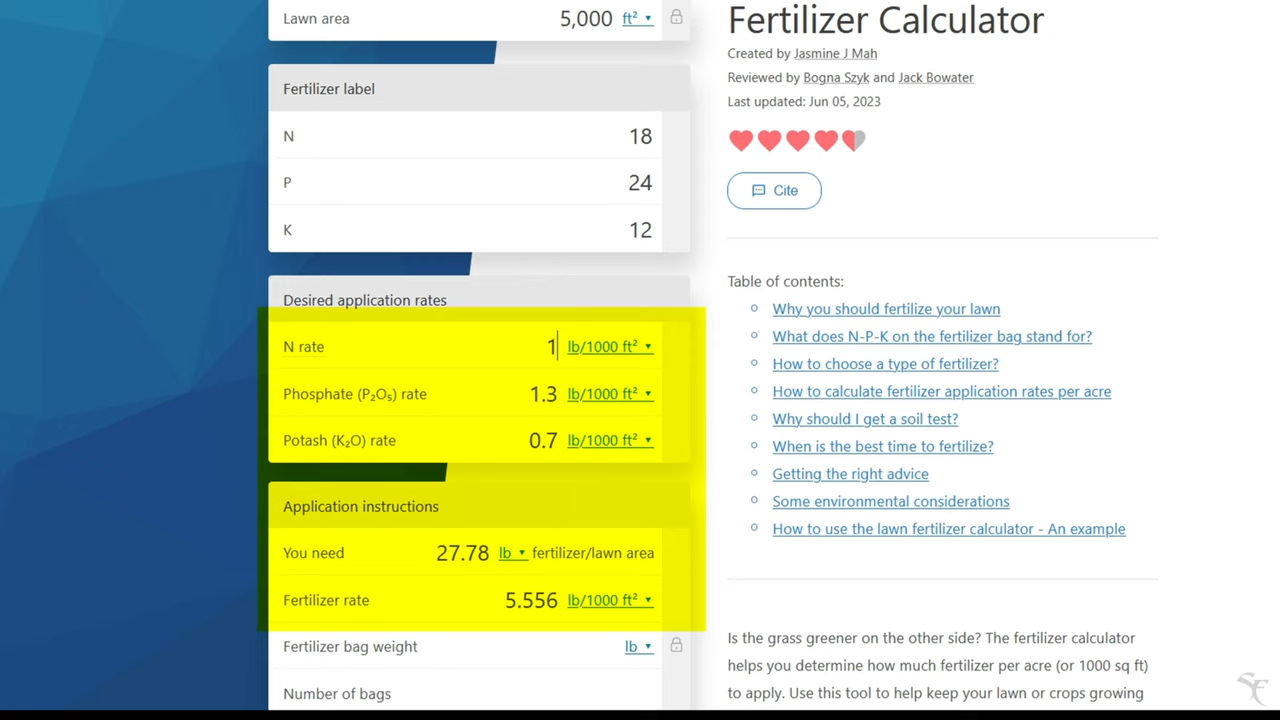 Lawn area 5,000 ft²
Fertilizer label
N 18
P 24
K 12
Desired application rates
N rate 1 lb/1000 ft²
Phosphate (P₂O₅) rate 1.3 lb/1000 ft²
Potash (K₂O) rate 0.7 lb/1000 ft²
Application instructions
You need 27.78 lb fertilizer/lawn area
Fertilizer rate 5.556 lb/1000 ft²
Fertilizer bag weight lb
Number of bags
Fertilizer Calculator
Created by Jasmine J Mah
Reviewed by Bogna Szyk and Jack Bowater
Last updated: Jun 05, 2023
Cite
Table of contents:
Why you should fertilize your lawn
What does N-P-K on the fertilizer bag stand for?
How to choose a type of fertilizer?
How to calculate fertilizer application rates per acre
Why should I get a soil test?
When is the best time to fertilize?
Getting the right advice
Some environmental considerations
How to use the lawn fertilizer calculator - An example
Is the grass greener on the other side? The fertilizer calculator
helps you determine how much fertilizer per acre (or 1000 sq ft)
to apply. Use this tool to help keep your lawn or crops growing
SF